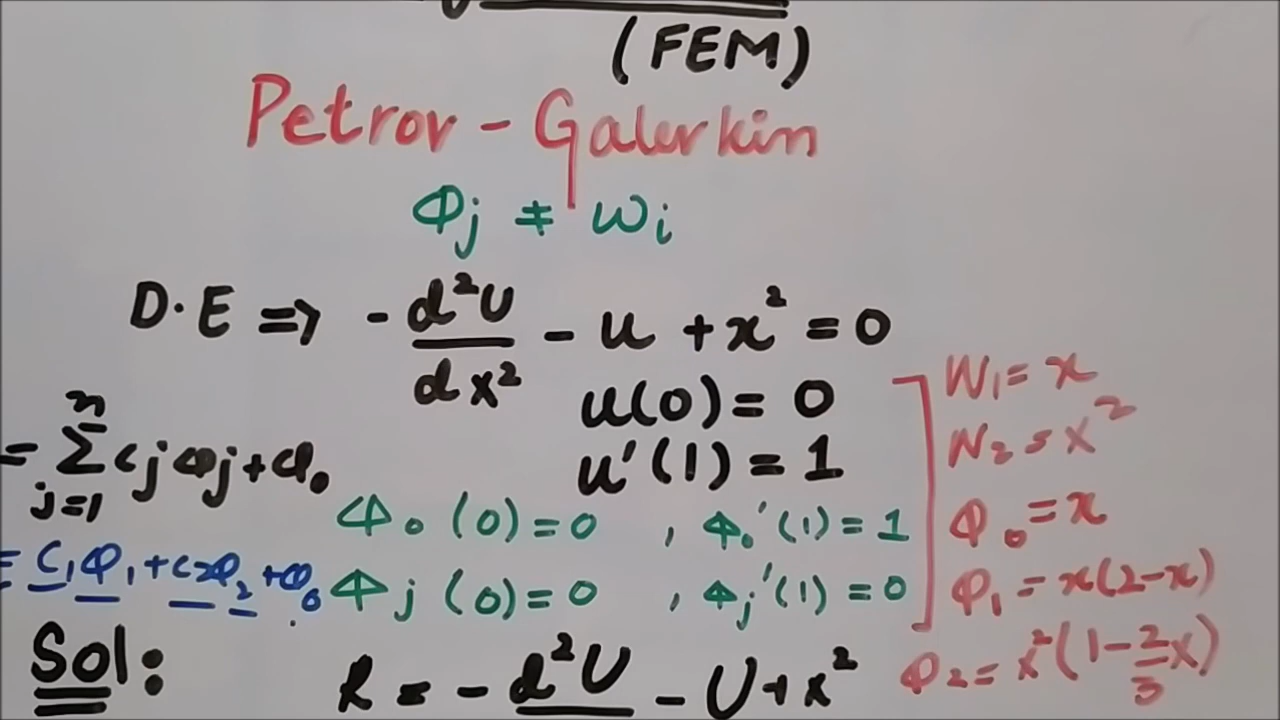 (FEM)
Petrov - Galerkin
Φj ≠ Wi
D.E => - d²U/dx² - u + x² = 0
u(0) = 0
u'(1) = 1
= Σ_{j=1}^{n} Cj Φj + Φ₀
Φ₀(0) = 0 , Φ₀'(1) = 1
= C₁Φ₁ + C₂Φ₂ + Φ₀
Φj(0) = 0 , Φj'(1) = 0
W₁ = x
W₂ = x²
Φ₀ = x
Φ₁ = x(2-x)
Φ₂ = x²(1 - 2/3 x)
Sol:
R = - d²U - U + x²